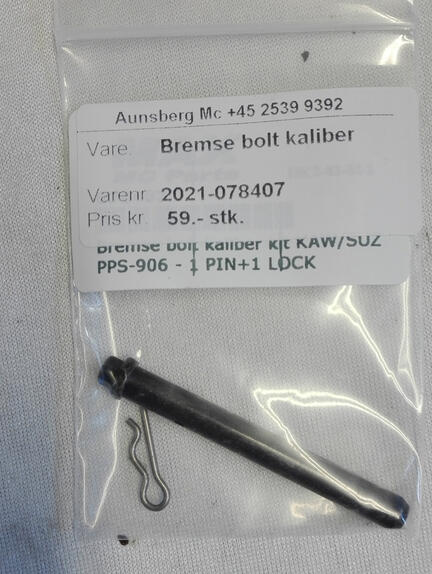 Aunsberg Mc +45 2539 9392
Vare. Bremse bolt kaliber
Varenr. 2021-078407
Pris kr. 59.- stk.
Bremse bolt kaliber kit KAW/SUZ
PPS-906 - 1 PIN+1 LOCK